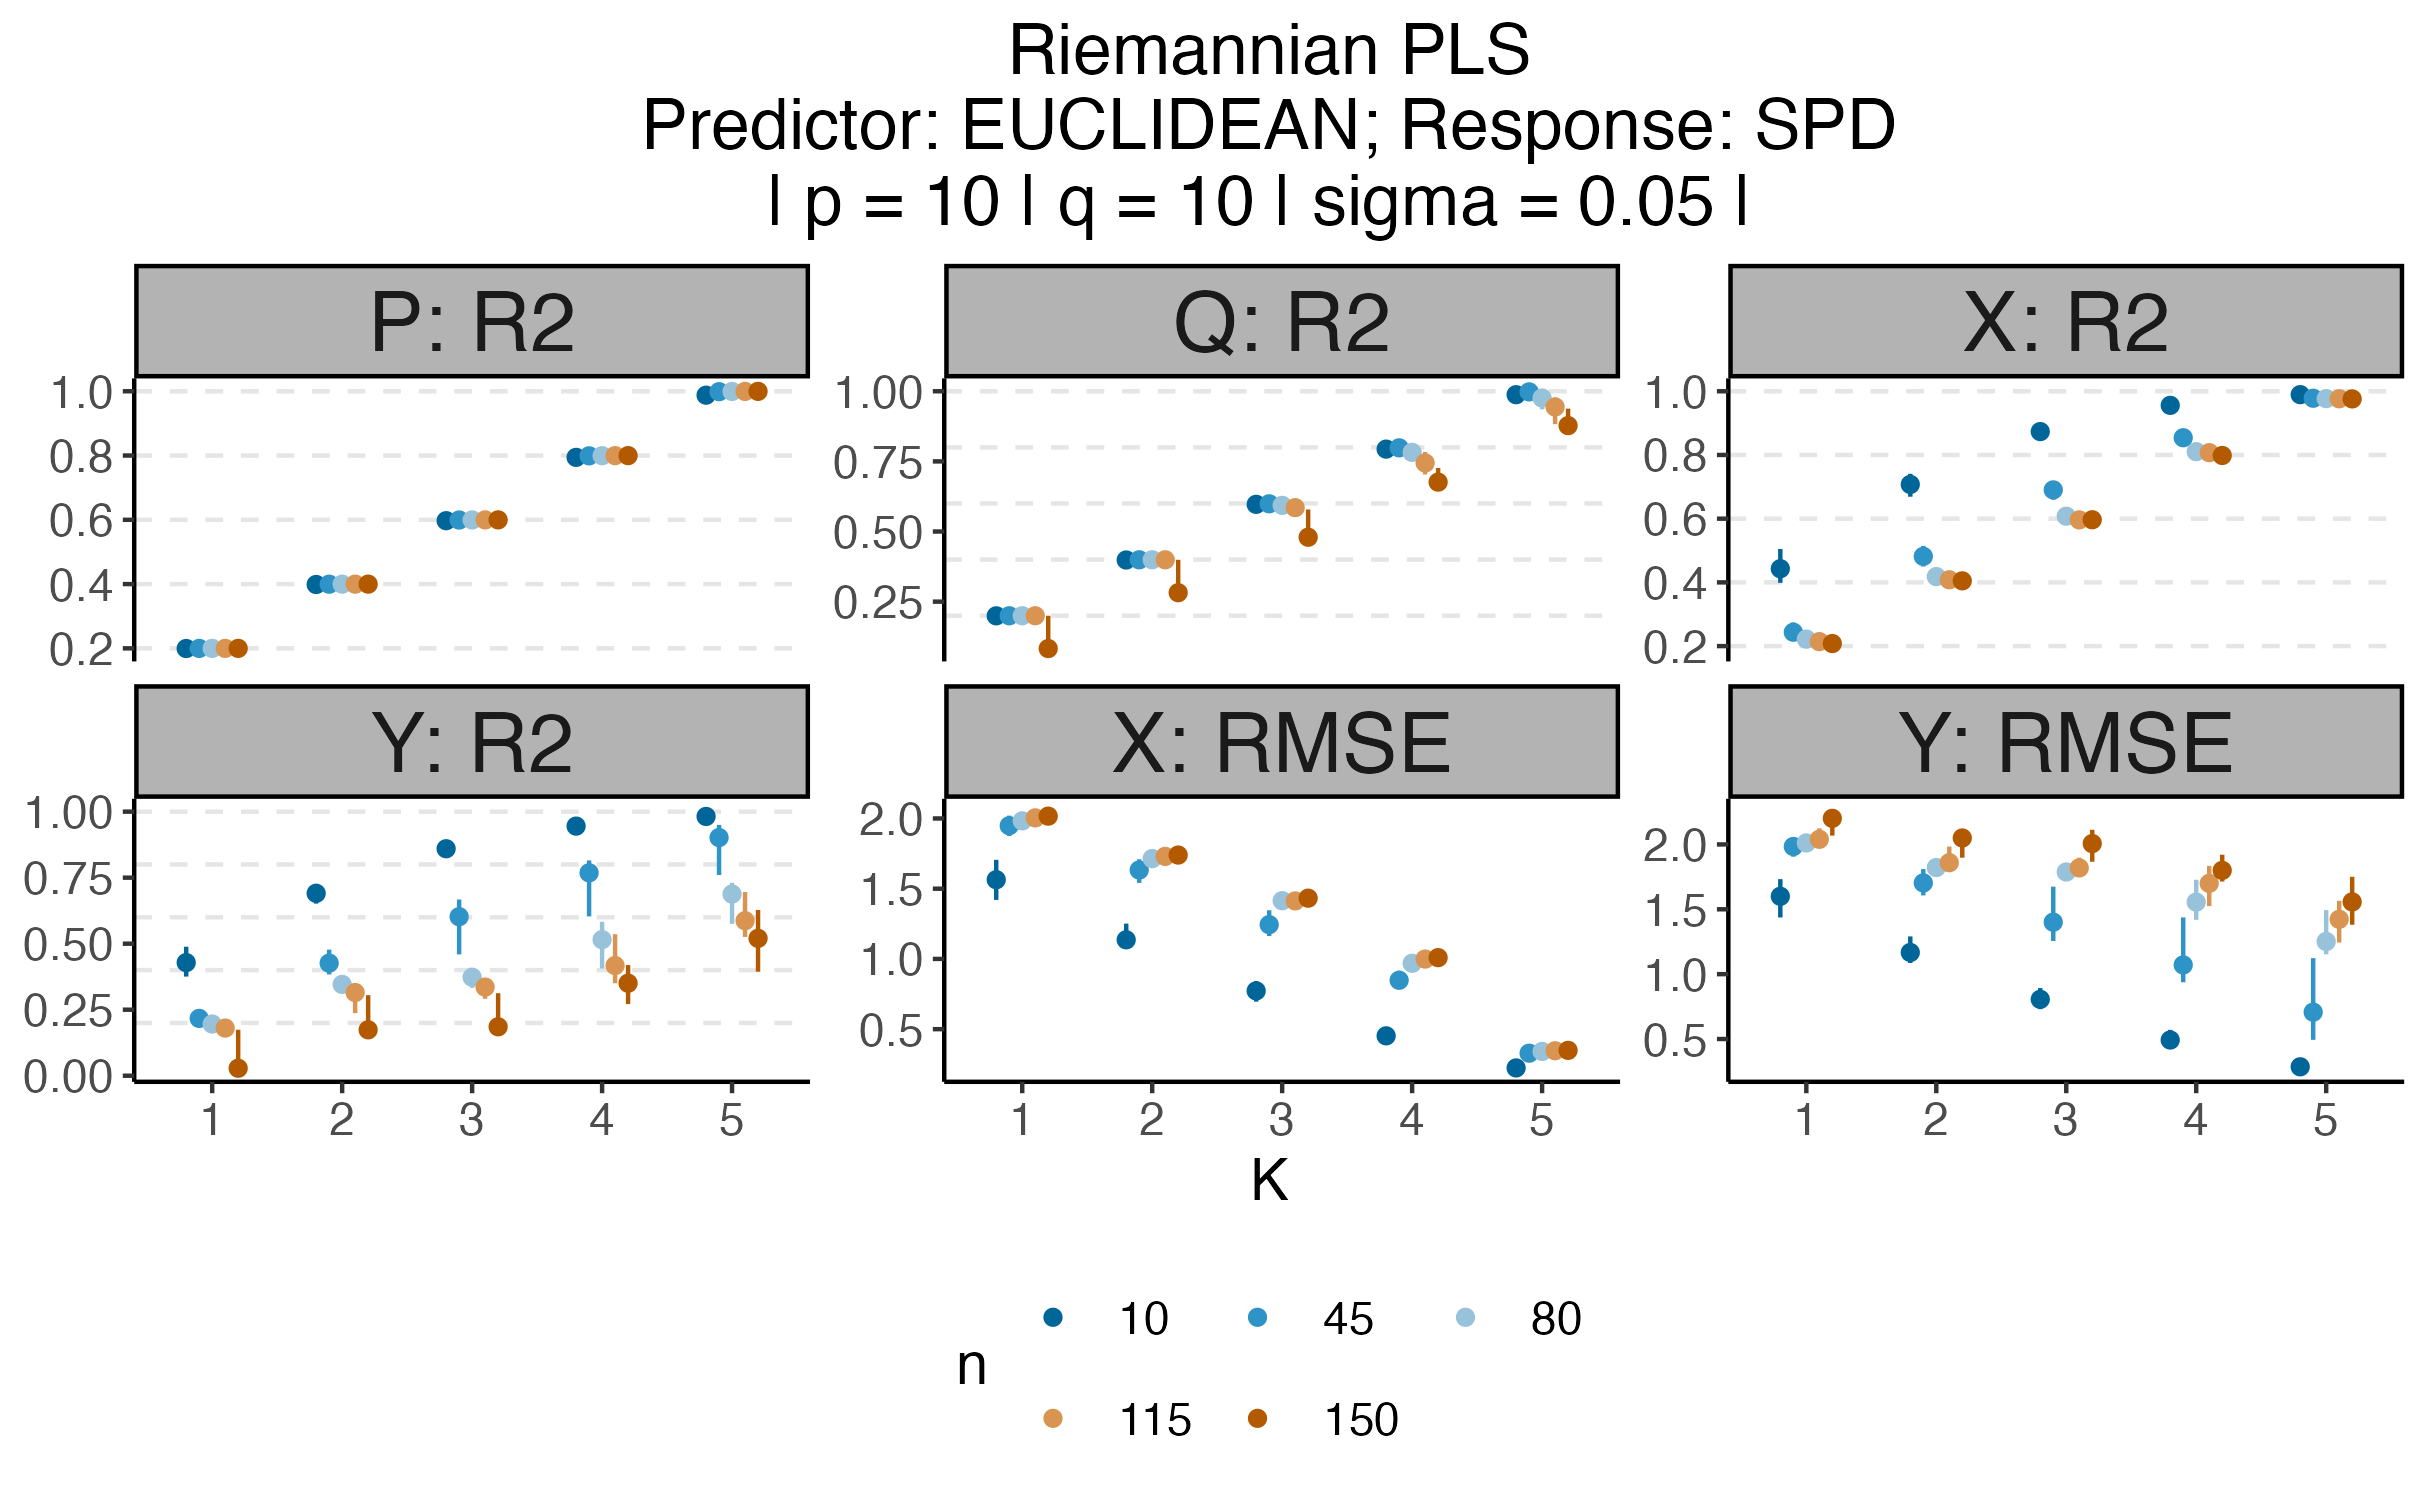 Riemannian PLS
Predictor: EUCLIDEAN; Response: SPD
| p = 10 | q = 10 | sigma = 0.05 |
P: R2
Q: R2
X: R2
1.0
0.8
0.6
0.4
0.2
1.00
0.75
0.50
0.25
1.0
0.8
0.6
0.4
0.2
Y: R2
X: RMSE
Y: RMSE
1.00
0.75
0.50
0.25
0.00
2.0
1.5
1.0
0.5
2.0
1.5
1.0
0.5
1 2 3 4 5
1 2 3 4 5
1 2 3 4 5
K
n
10 45 80
115 150